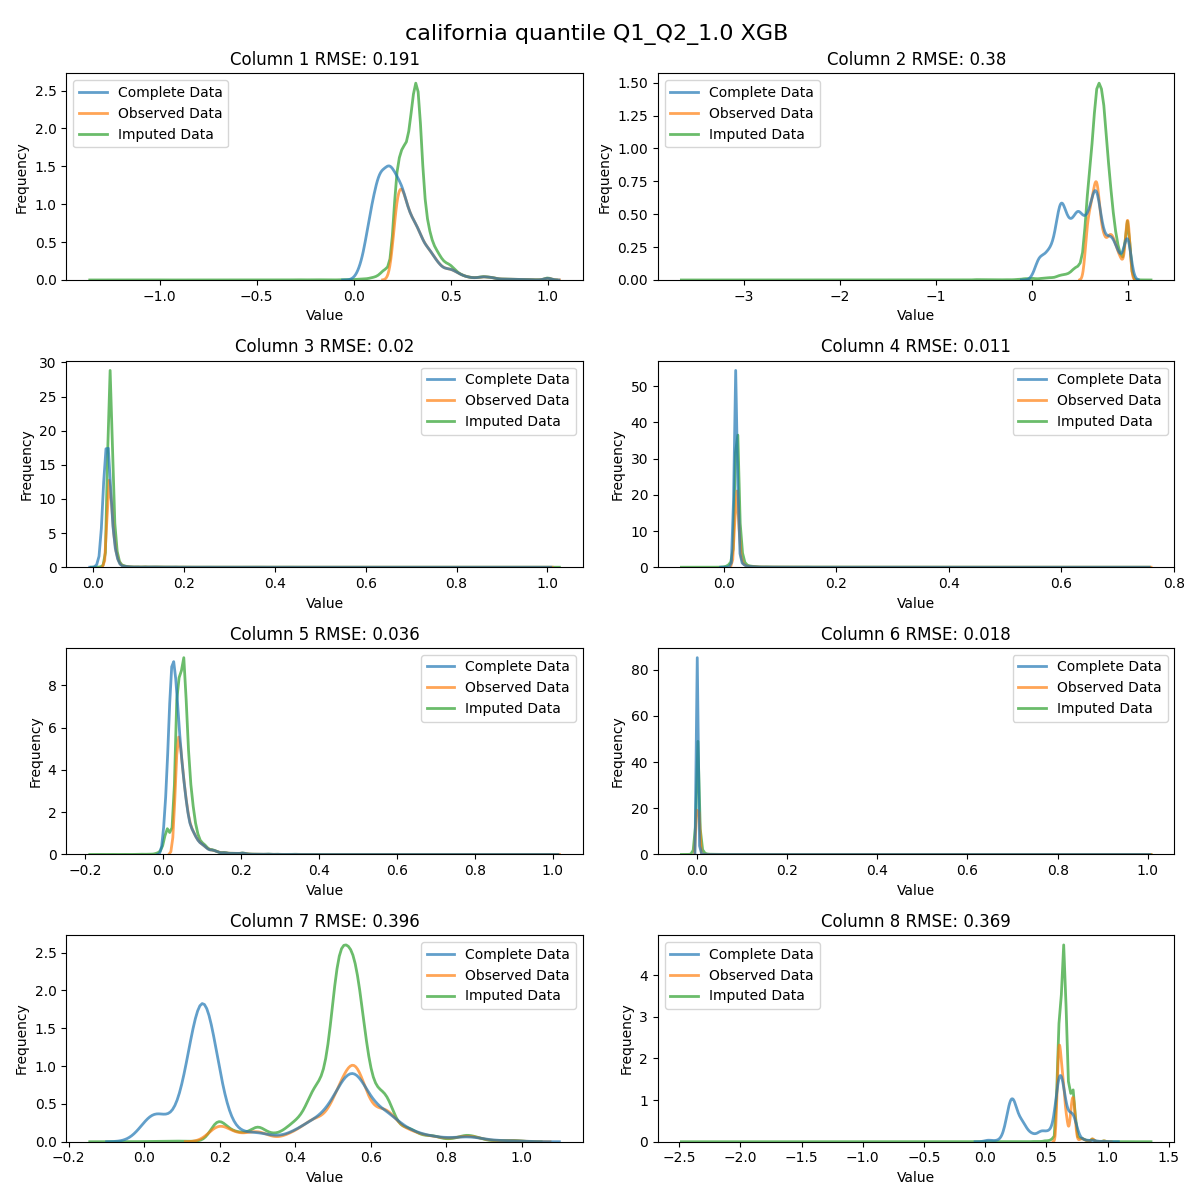 california quantile Q1_Q2_1.0 XGB
Column 1 RMSE: 0.191
Complete Data
Observed Data
Imputed Data
Frequency
2.5
2.0
1.5
1.0
0.5
0.0
−1.0
−0.5
0.0
0.5
1.0
Value
Column 2 RMSE: 0.38
Complete Data
Observed Data
Imputed Data
Frequency
1.50
1.25
1.00
0.75
0.50
0.25
0.00
−3
−2
−1
0
1
Value
Column 3 RMSE: 0.02
Complete Data
Observed Data
Imputed Data
Frequency
30
25
20
15
10
5
0
0.0
0.2
0.4
0.6
0.8
1.0
Value
Column 4 RMSE: 0.011
Complete Data
Observed Data
Imputed Data
Frequency
50
40
30
20
10
0
0.0
0.2
0.4
0.6
0.8
Value
Column 5 RMSE: 0.036
Complete Data
Observed Data
Imputed Data
Frequency
8
6
4
2
0
−0.2
0.0
0.2
0.4
0.6
0.8
1.0
Value
Column 6 RMSE: 0.018
Complete Data
Observed Data
Imputed Data
Frequency
80
60
40
20
0
0.0
0.2
0.4
0.6
0.8
1.0
Value
Column 7 RMSE: 0.396
Complete Data
Observed Data
Imputed Data
Frequency
2.5
2.0
1.5
1.0
0.5
0.0
−0.2
0.0
0.2
0.4
0.6
0.8
1.0
Value
Column 8 RMSE: 0.369
Complete Data
Observed Data
Imputed Data
Frequency
4
3
2
1
0
−2.5
−2.0
−1.5
−1.0
−0.5
0.0
0.5
1.0
1.5
Value